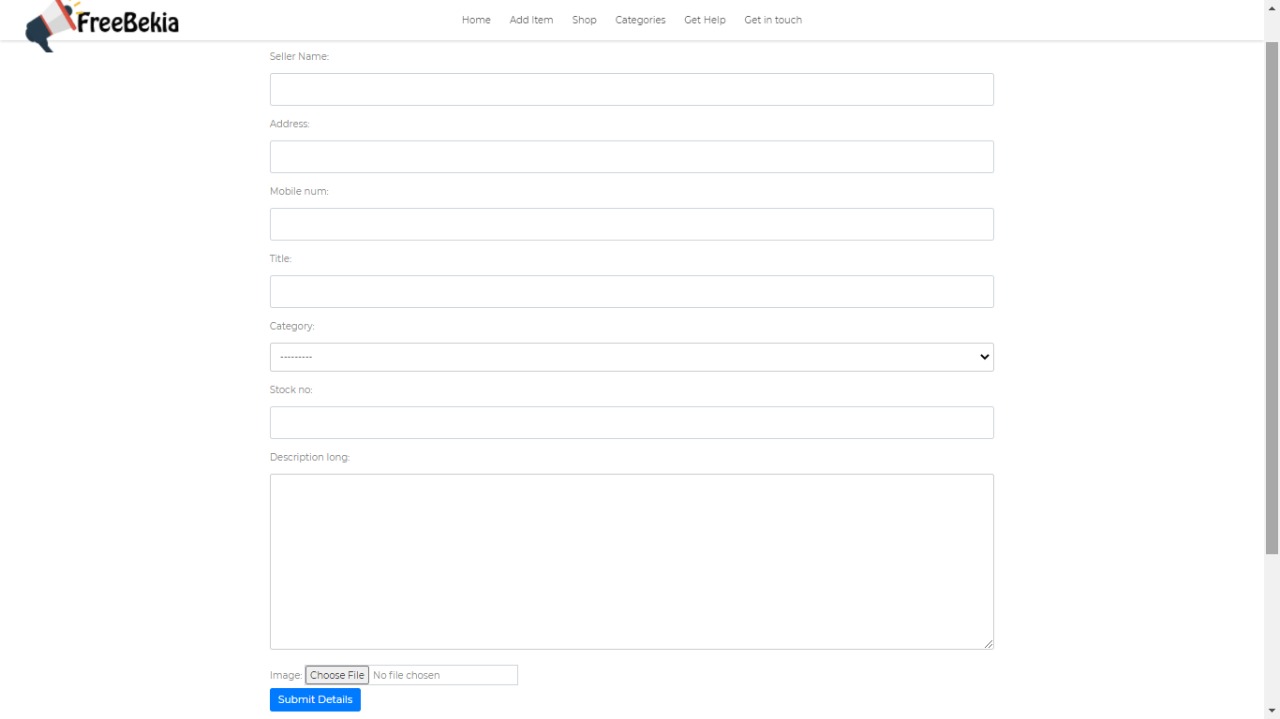 FreeBekia
Home Add Item Shop Categories Get Help Get in touch
Seller Name:
Address:
Mobile num:
Title:
Category:
---------
Stock no:
Description long:
Image: Choose File No file chosen
Submit Details